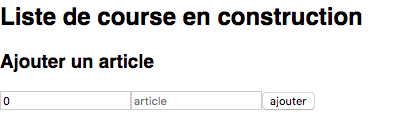 Liste de course en construction
Ajouter un article
0 article ajouter